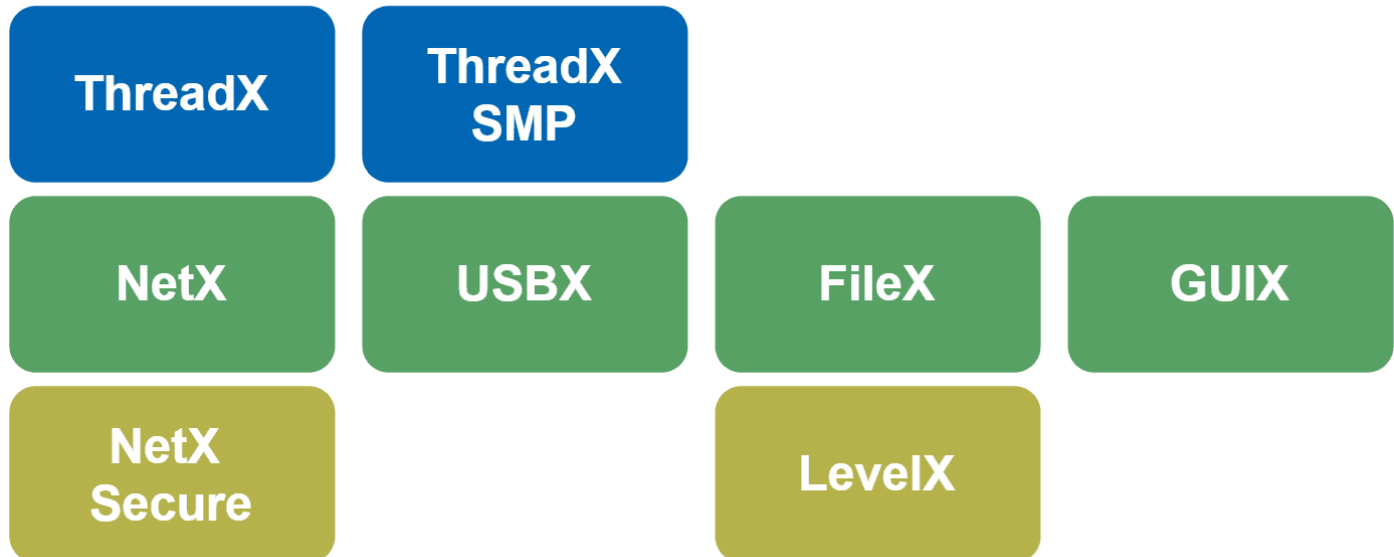 ThreadX
ThreadX
SMP
NetX
USBX
FileX
GUIX
NetX
Secure
LevelX